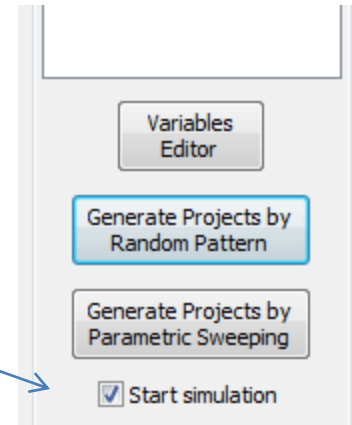 Variables
Editor
Generate Projects by
Random Pattern
Generate Projects by
Parametric Sweeping
Start simulation